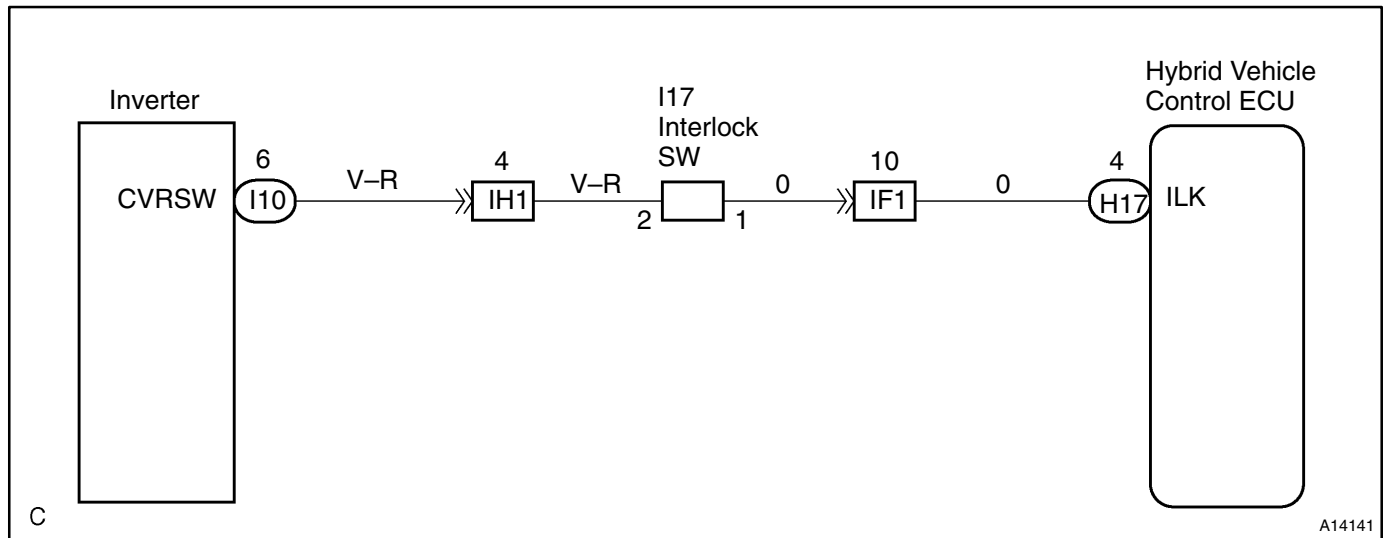 Inverter
CVRSW
6
I10
V–R
4
IH1
V–R
I17
Interlock
SW
2
1
0
10
IF1
0
4
H17
Hybrid Vehicle
Control ECU
ILK
C
A14141